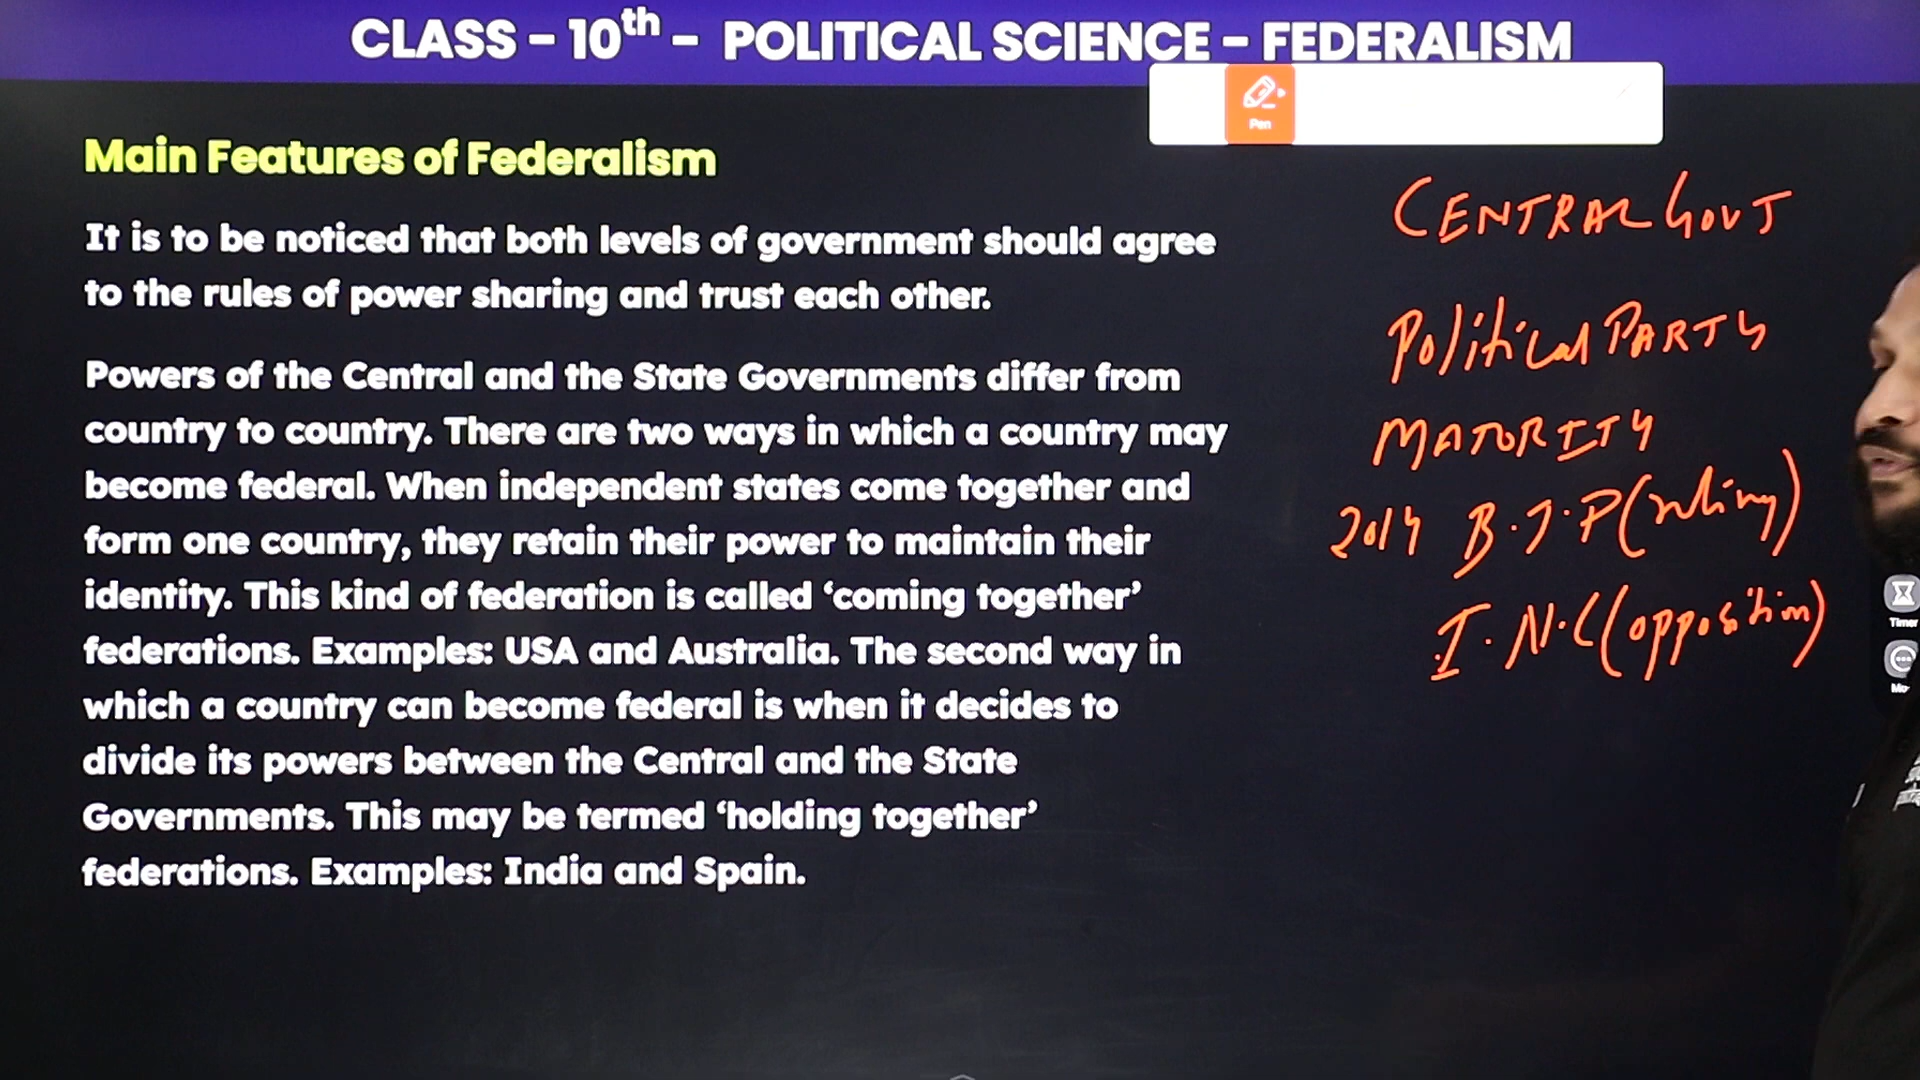 CLASS – 10th – POLITICAL SCIENCE – FEDERALISM
Pen
Main Features of Federalism
It is to be noticed that both levels of government should agree
to the rules of power sharing and trust each other.
Powers of the Central and the State Governments differ from
country to country. There are two ways in which a country may
become federal. When independent states come together and
form one country, they retain their power to maintain their
identity. This kind of federation is called ‘coming together’
federations. Examples: USA and Australia. The second way in
which a country can become federal is when it decides to
divide its powers between the Central and the State
Governments. This may be termed ‘holding together’
federations. Examples: India and Spain.
CENTRAL GOVT
Political PARTY
MAJORITY
2014 B.J.P (ruling)
I.N.C (opposition)
Timer